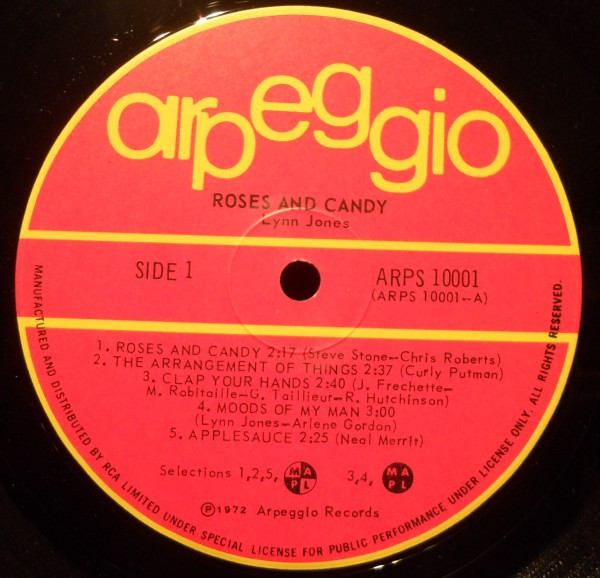 arpeggio
ROSES AND CANDY
Lynn Jones
SIDE 1
ARPS 10001
(ARPS 10001-A)
1. ROSES AND CANDY 2:17 (Steve Stone-Chris Roberts)
2. THE ARRANGEMENT OF THINGS 2:37 (Curly Putman)
3. CLAP YOUR HANDS 2:40 (J. Frechette-
M. Robitaille-G. Taillieur-R. Hutchinson)
4. MOODS OF MY MAN 3:00
(Lynn Jones-Arlene Gordon)
5. APPLESAUCE 2:25 (Neal Merrit)
Selections 1,2,5, M A P L 3,4, M A P L
Ⓟ1972 Arpeggio Records
MANUFACTURED AND DISTRIBUTED BY RCA LIMITED UNDER SPECIAL LICENSE FOR PUBLIC PERFORMANCE UNDER LICENSE ONLY. ALL RIGHTS RESERVED.